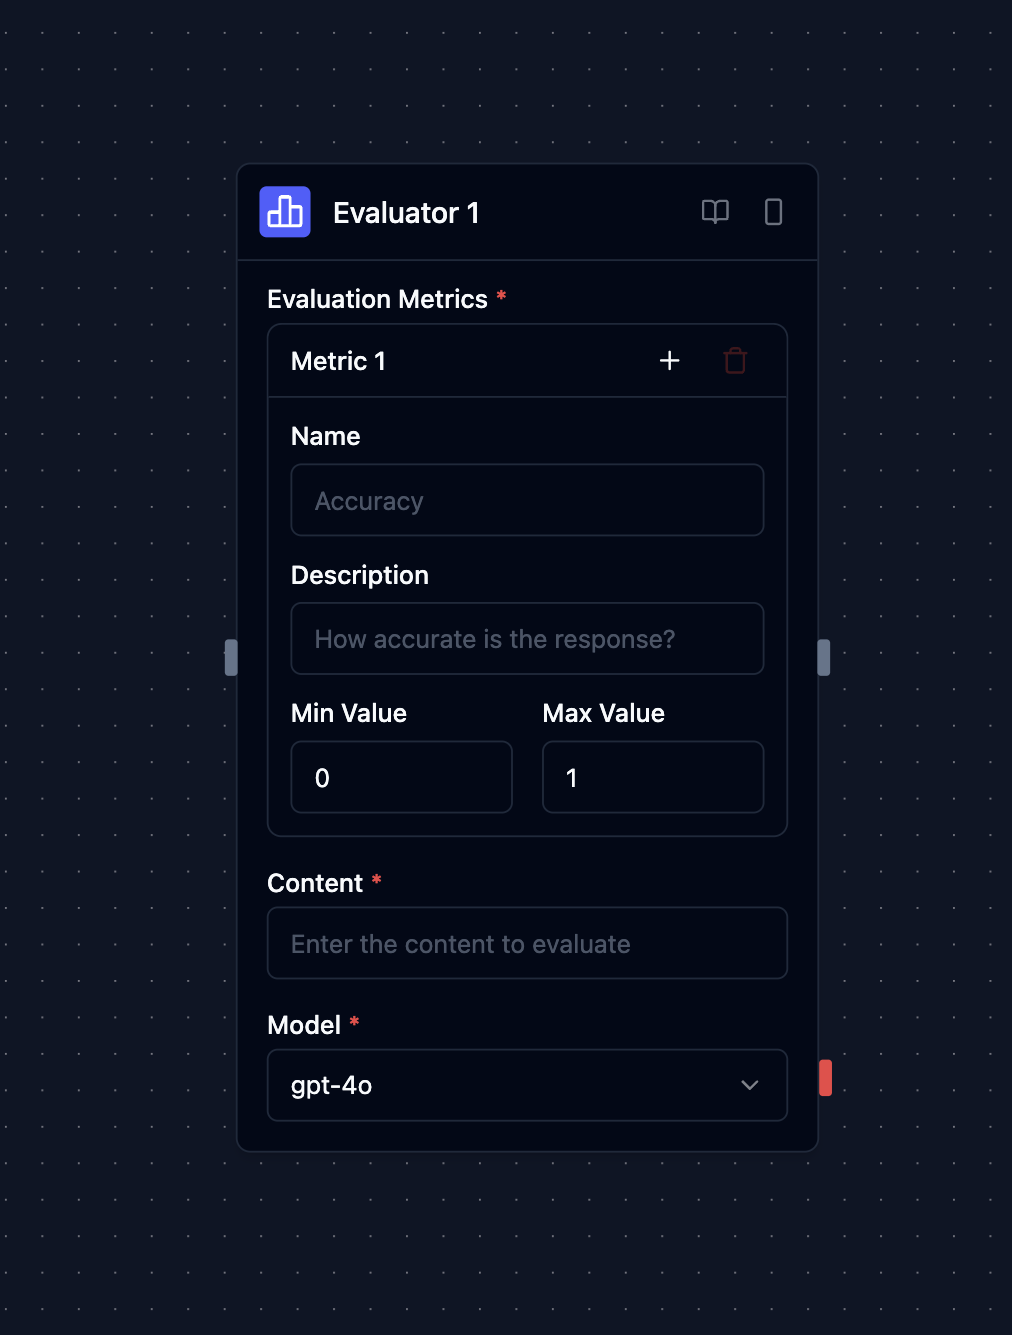 Evaluator 1
Evaluation Metrics *
Metric 1
Name
Accuracy
Description
How accurate is the response?
Min Value Max Value
0 1
Content *
Enter the content to evaluate
Model *
gpt-4o